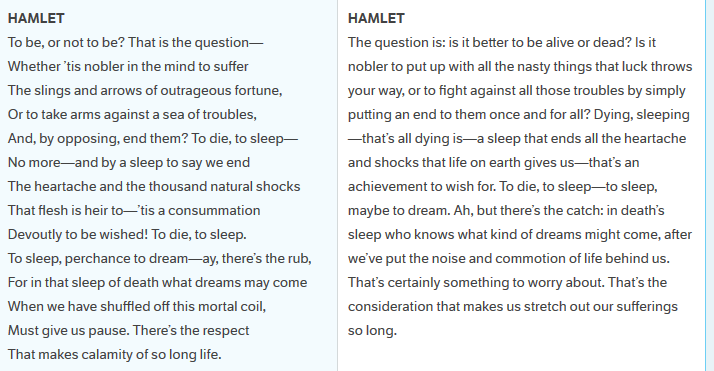 HAMLET
To be, or not to be? That is the question—
Whether ’tis nobler in the mind to suffer
The slings and arrows of outrageous fortune,
Or to take arms against a sea of troubles,
And, by opposing, end them? To die, to sleep—
No more—and by a sleep to say we end
The heartache and the thousand natural shocks
That flesh is heir to—’tis a consummation
Devoutly to be wished! To die, to sleep.
To sleep, perchance to dream—ay, there’s the rub,
For in that sleep of death what dreams may come
When we have shuffled off this mortal coil,
Must give us pause. There’s the respect
That makes calamity of so long life.
HAMLET
The question is: is it better to be alive or dead? Is it
nobler to put up with all the nasty things that luck throws
your way, or to fight against all those troubles by simply
putting an end to them once and for all? Dying, sleeping
—that’s all dying is—a sleep that ends all the heartache
and shocks that life on earth gives us—that’s an
achievement to wish for. To die, to sleep—to sleep,
maybe to dream. Ah, but there’s the catch: in death’s
sleep who knows what kind of dreams might come, after
we’ve put the noise and commotion of life behind us.
That’s certainly something to worry about. That’s the
consideration that makes us stretch out our sufferings
so long.